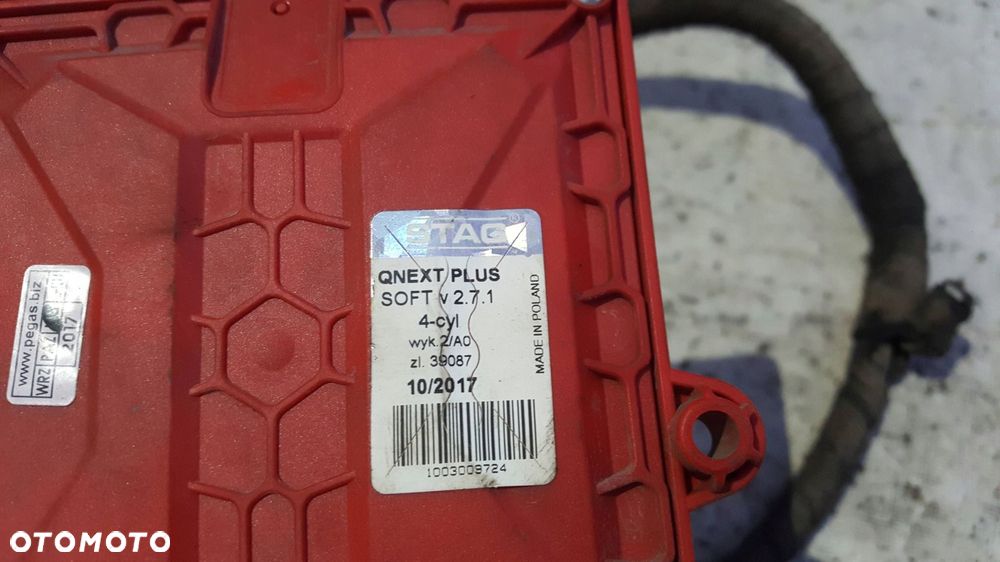 STAG®
QNEXT PLUS
SOFT v 2.7.1
4-cyl
wyk.2/A0
zl. 39087
10/2017
1003009724
MADE IN POLAND
www.pegas.biz
WRZ
2017
OTOMOTO